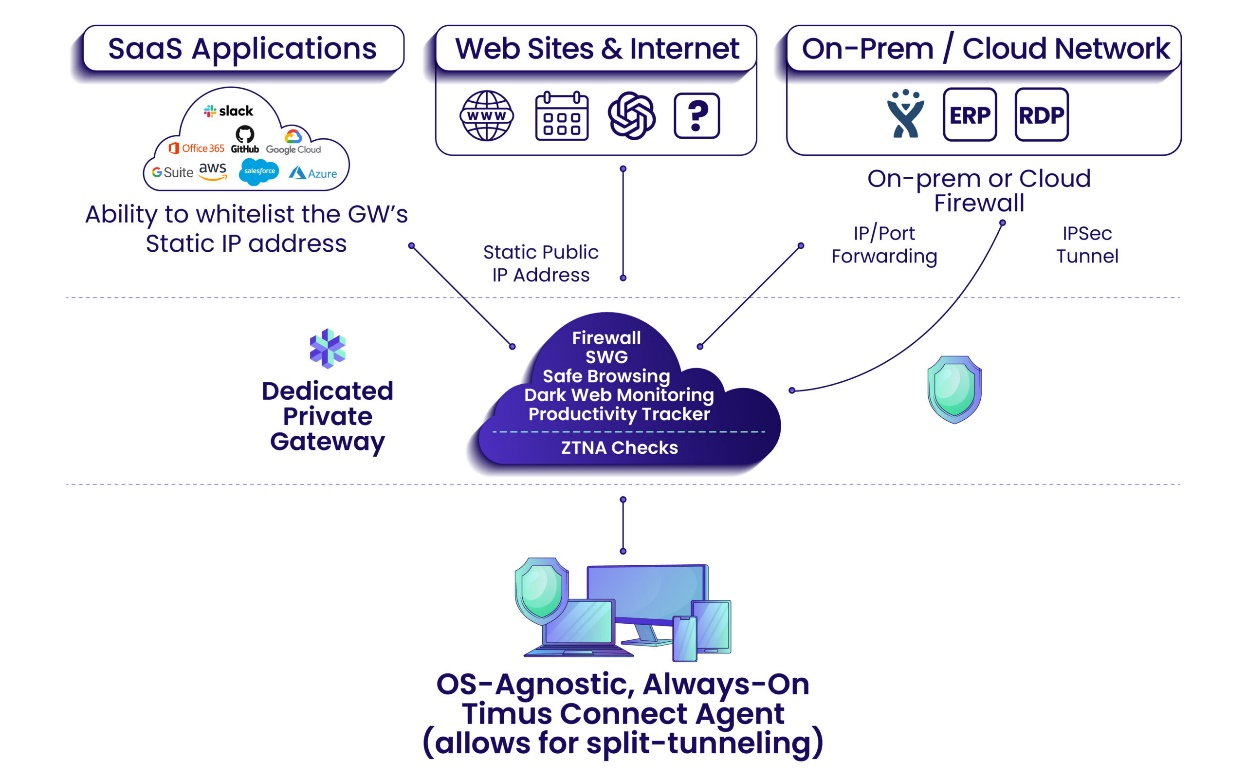 SaaS Applications
Web Sites & Internet
On-Prem / Cloud Network
slack
Office 365
GitHub
Google Cloud
G Suite
aws
salesforce
Azure
WWW
?
ERP
RDP
Ability to whitelist the GW's
Static IP address
Static Public
IP Address
On-prem or Cloud
Firewall
IP/Port
Forwarding
IPSec
Tunnel
Dedicated
Private
Gateway
Firewall
SWG
Safe Browsing
Dark Web Monitoring
Productivity Tracker
ZTNA Checks
OS-Agnostic, Always-On
Timus Connect Agent
(allows for split-tunneling)